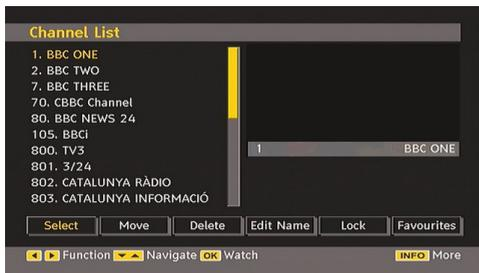 Channel List
1. BBC ONE
2. BBC TWO
7. BBC THREE
70. CBBC Channel
80. BBC NEWS 24
105. BBCi
800. TV3
801. 3/24
802. CATALUNYA RÀDIO
803. CATALUNYA INFORMACIÓ
1 BBC ONE
Select Move Delete Edit Name Lock Favourites
Function Navigate OK Watch INFO More